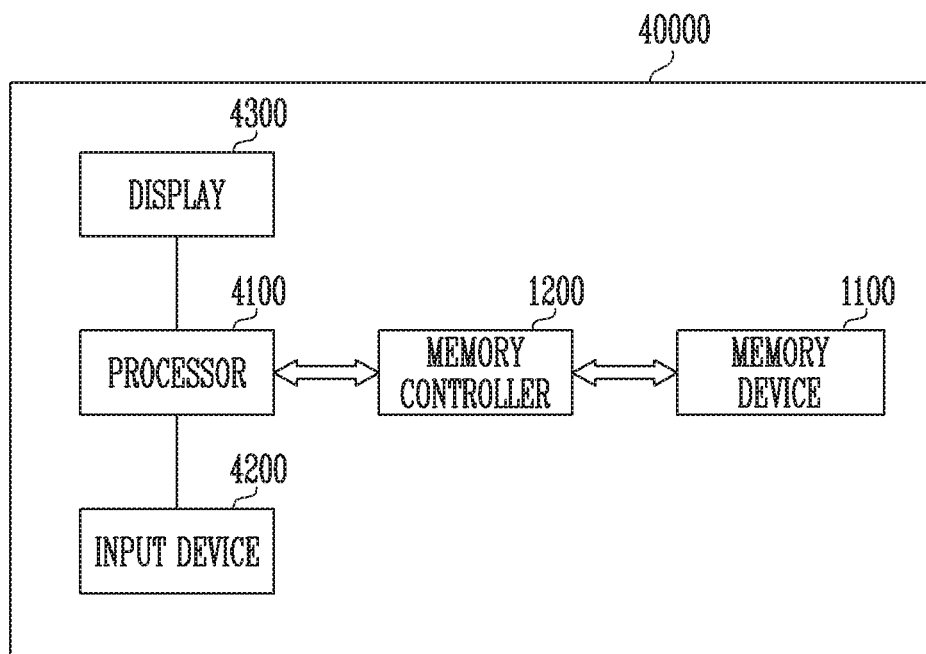 40000
4300
DISPLAY
4100
PROCESSOR
1200
MEMORY
CONTROLLER
1100
MEMORY
DEVICE
4200
INPUT DEVICE